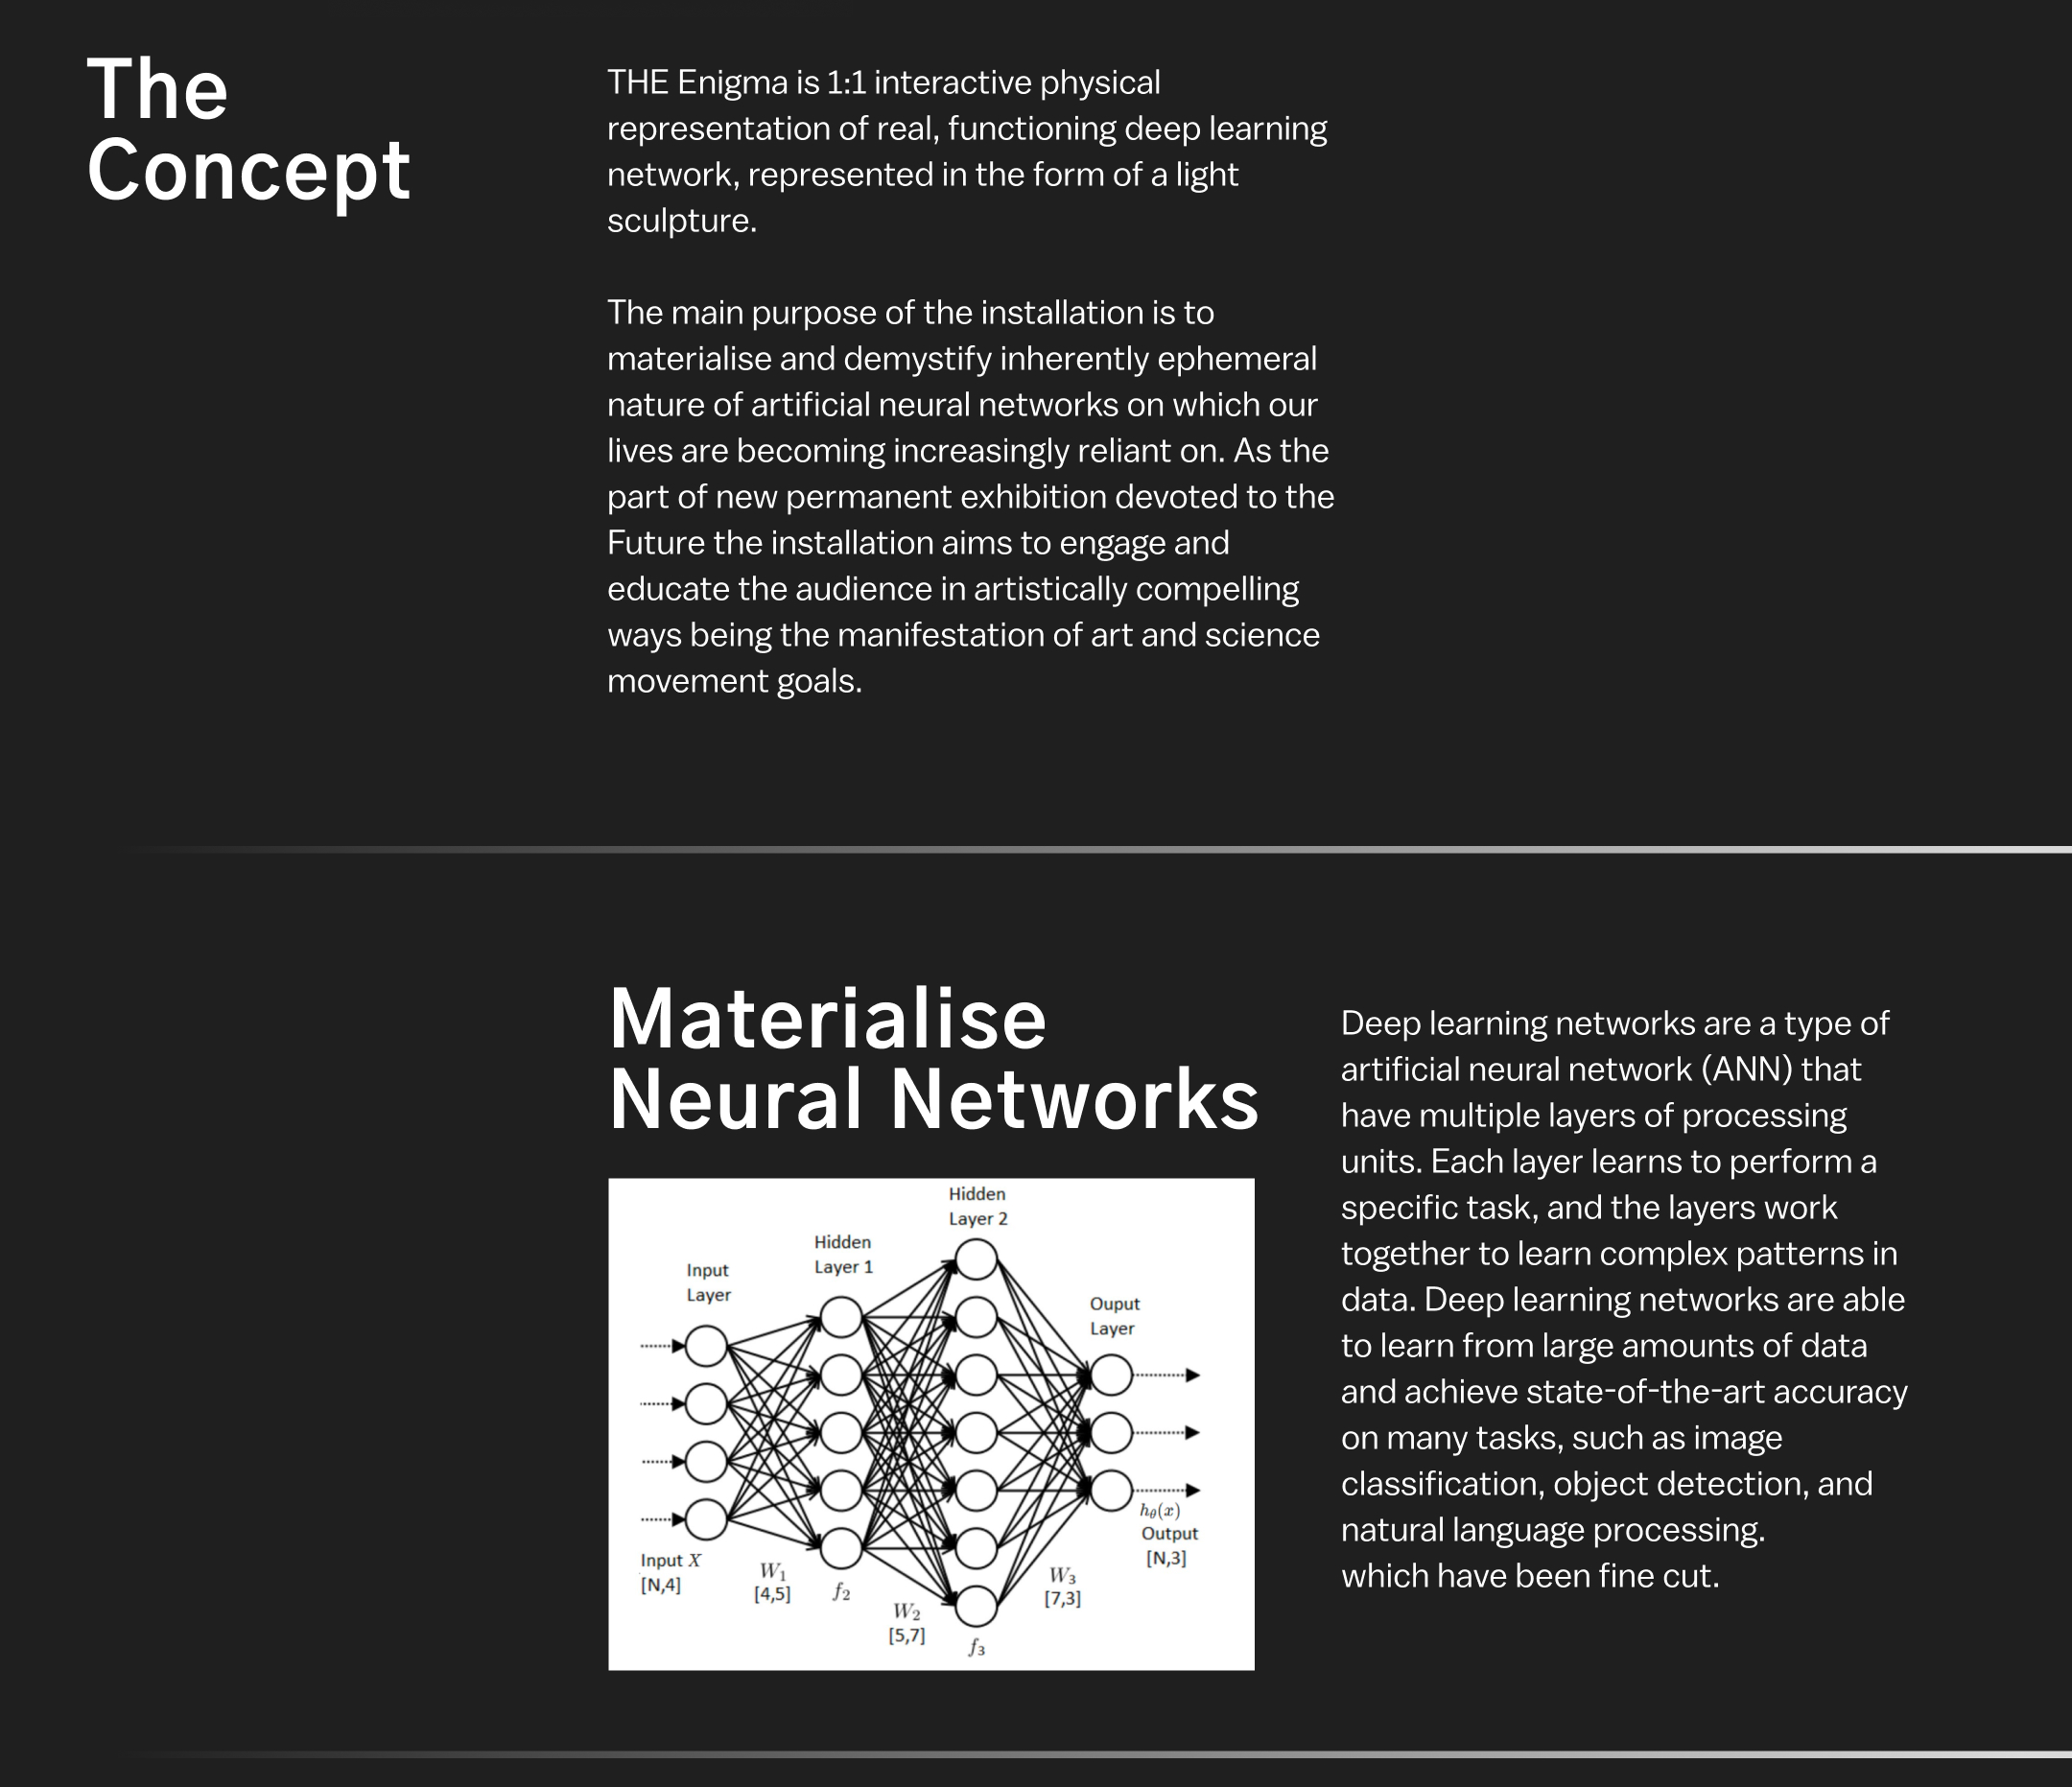 The
Concept
THE Enigma is 1:1 interactive physical
representation of real, functioning deep learning
network, represented in the form of a light
sculpture.
The main purpose of the installation is to
materialise and demystify inherently ephemeral
nature of artificial neural networks on which our
lives are becoming increasingly reliant on. As the
part of new permanent exhibition devoted to the
Future the installation aims to engage and
educate the audience in artistically compelling
ways being the manifestation of art and science
movement goals.
Materialise
Neural Networks
Hidden
Layer 2
Hidden
Layer 1
Input
Layer
Ouput
Layer
Input X
[N,4]
W₁
[4,5]
f₂
W₂
[5,7]
f₃
W₃
[7,3]
hθ(x)
Output
[N,3]
Deep learning networks are a type of
artificial neural network (ANN) that
have multiple layers of processing
units. Each layer learns to perform a
specific task, and the layers work
together to learn complex patterns in
data. Deep learning networks are able
to learn from large amounts of data
and achieve state-of-the-art accuracy
on many tasks, such as image
classification, object detection, and
natural language processing.
which have been fine cut.